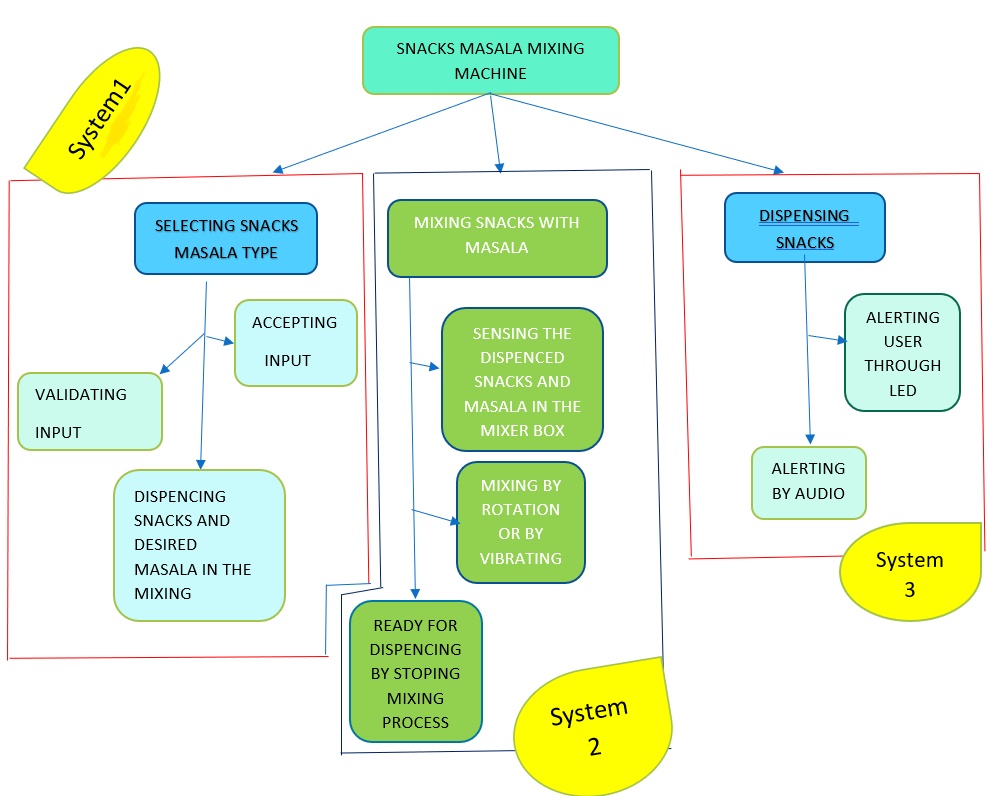 SNACKS MASALA MIXING
MACHINE
System1
SELECTING SNACKS
MASALA TYPE
ACCEPTING
INPUT
VALIDATING
INPUT
DISPENCING
SNACKS AND
DESIRED
MASALA IN THE
MIXING
MIXING SNACKS WITH
MASALA
SENSING THE
DISPENCED
SNACKS AND
MASALA IN THE
MIXER BOX
MIXING BY
ROTATION
OR BY
VIBRATING
READY FOR
DISPENCING
BY STOPING
MIXING
PROCESS
System
2
DISPENSING
SNACKS
ALERTING
USER
THROUGH
LED
ALERTING
BY AUDIO
System
3